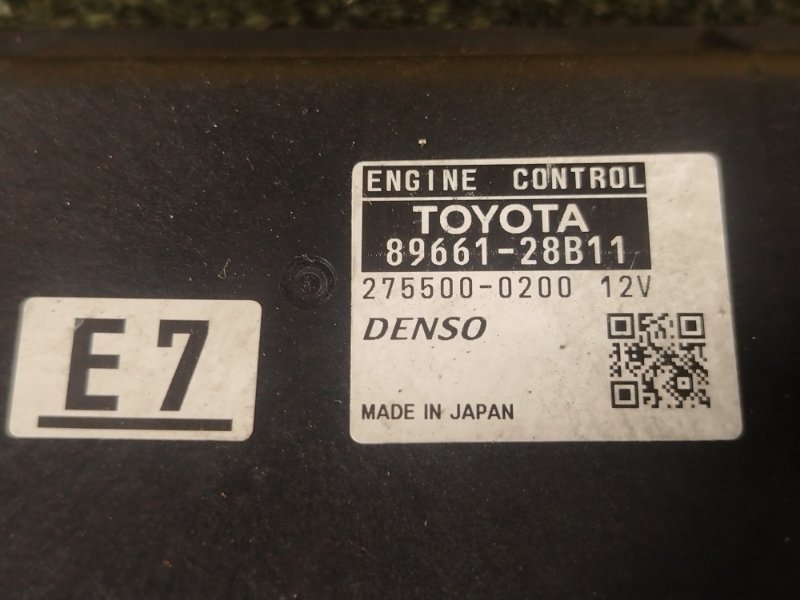 ENGINE CONTROL
TOYOTA
89661-28B11
275500-0200 12V
DENSO
MADE IN JAPAN
E7